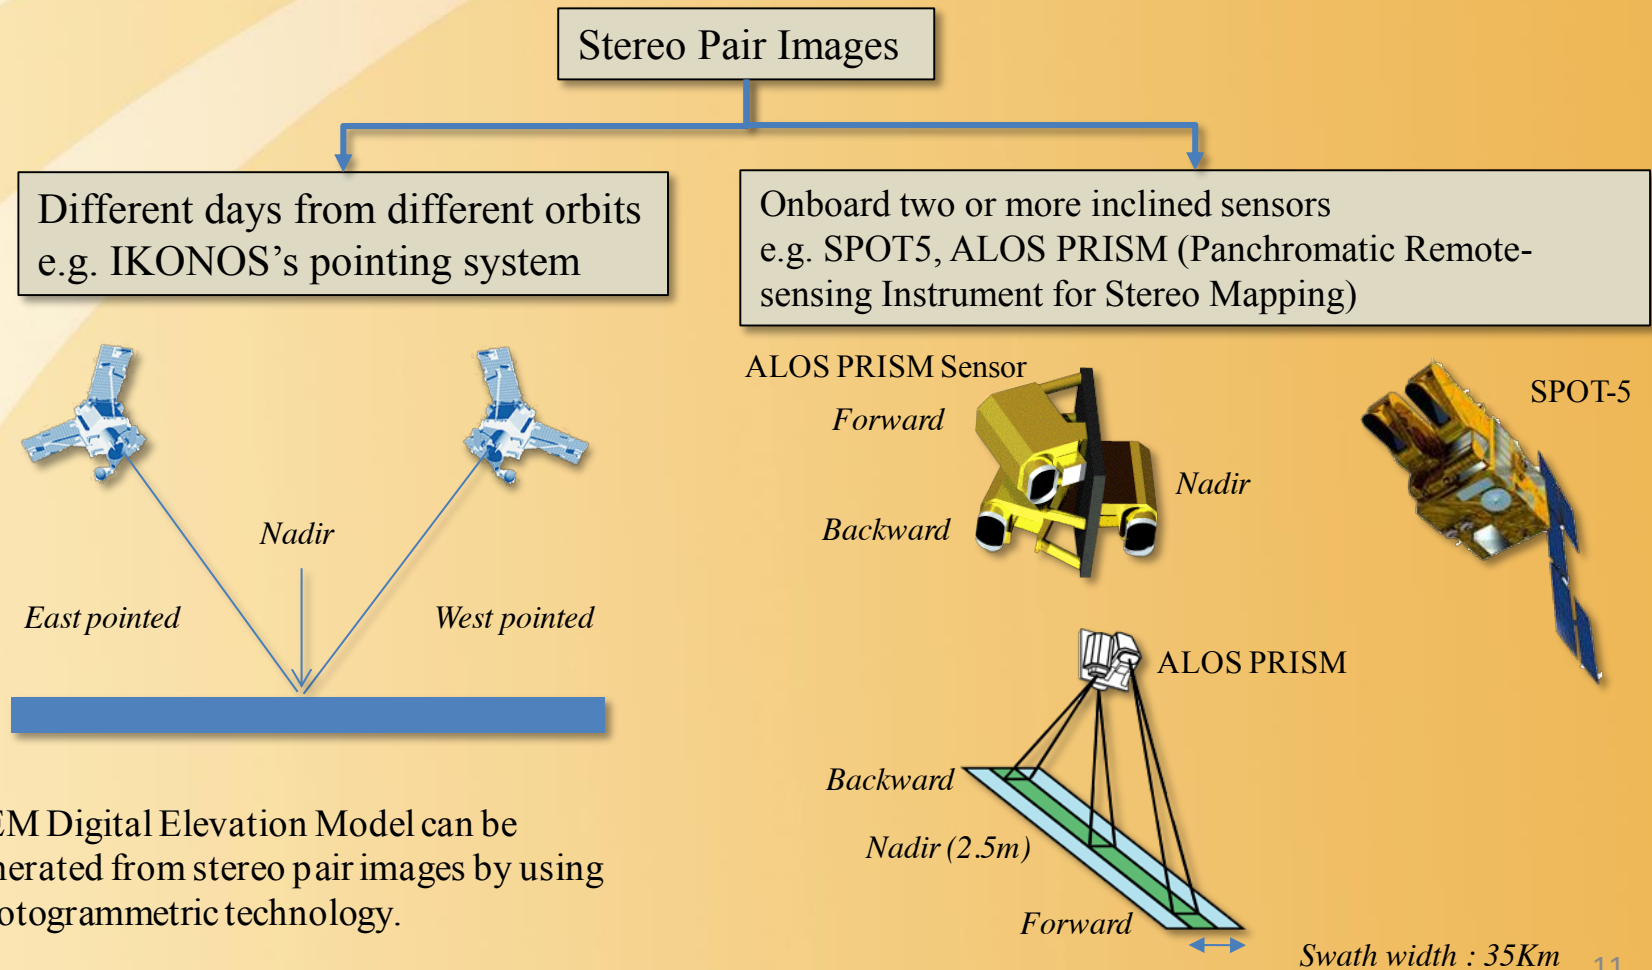 Stereo Pair Images
Different days from different orbits
e.g. IKONOS’s pointing system
Onboard two or more inclined sensors
e.g. SPOT5, ALOS PRISM (Panchromatic Remote-
sensing Instrument for Stereo Mapping)
Nadir
East pointed
West pointed
EM Digital Elevation Model can be
nerated from stereo pair images by using
otogrammetric technology.
ALOS PRISM Sensor
Forward
Nadir
Backward
SPOT-5
ALOS PRISM
Backward
Nadir (2.5m)
Forward
Swath width : 35Km
11